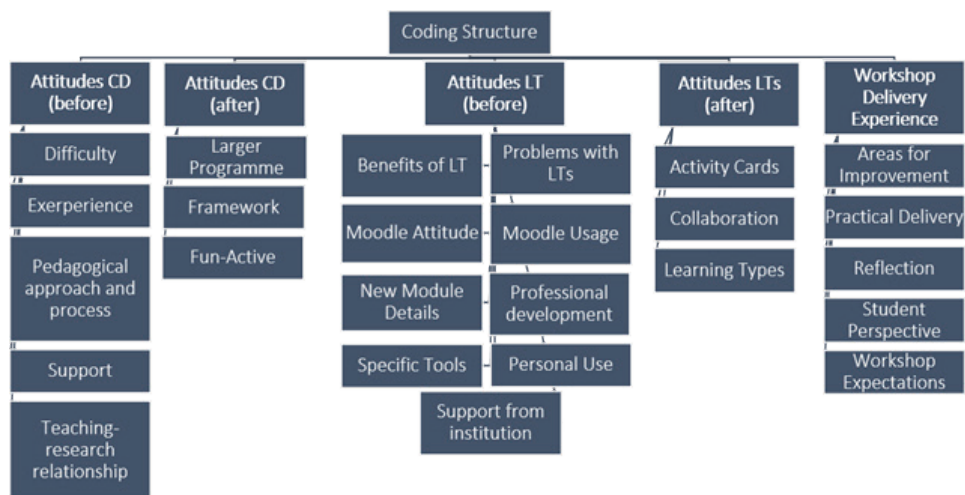 Coding Structure
Attitudes CD
(before)
Difficulty
Exerperience
Pedagogical
approach and
process
Support
Teaching-
research
relationship
Attitudes CD
(after)
Larger
Programme
Framework
Fun-Active
Attitudes LT
(before)
Benefits of LT
Problems with
LTs
Moodle Attitude
Moodle Usage
New Module
Details
Professional
development
Specific Tools
Personal Use
Support from
institution
Attitudes LTs
(after)
Activity Cards
Collaboration
Learning Types
Workshop
Delivery
Experience
Areas for
Improvement
Practical Delivery
Reflection
Student
Perspective
Workshop
Expectations